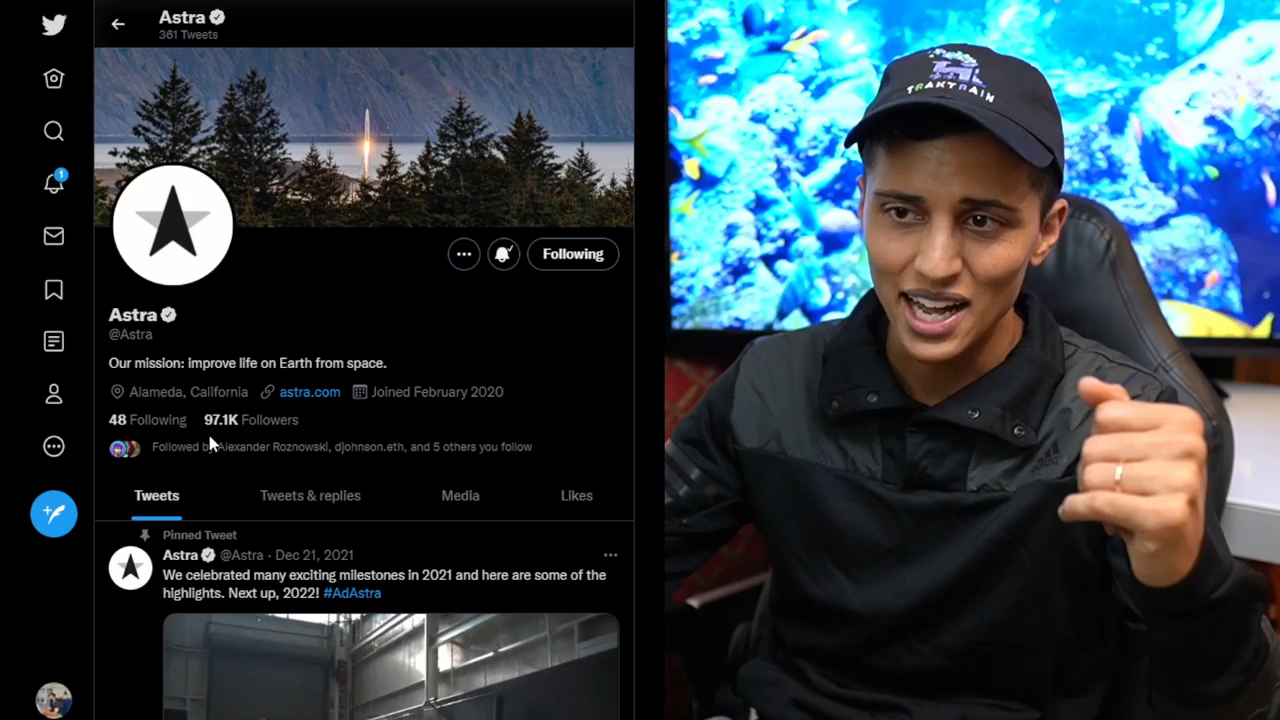 Astra
361 Tweets
1
Following
Astra
@Astra
Our mission: improve life on Earth from space.
Alameda, California astra.com Joined February 2020
48 Following 97.1K Followers
Followed by Alexander Roznowski, djohnson.eth, and 5 others you follow
Tweets Tweets & replies Media Likes
Pinned Tweet
Astra @Astra · Dec 21, 2021
We celebrated many exciting milestones in 2021 and here are some of the
highlights. Next up, 2022! #AdAstra
TRAKTRAIN
adidas